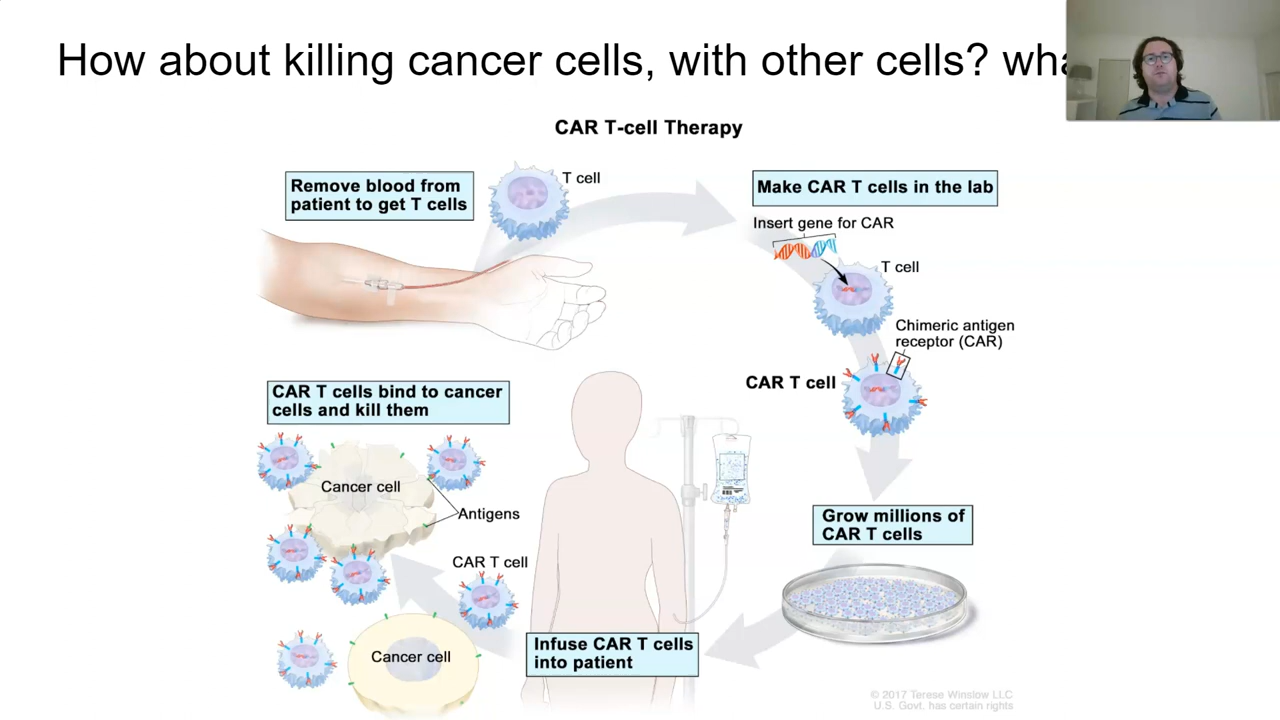 How about killing cancer cells, with other cells? wha
CAR T-cell Therapy
Remove blood from
patient to get T cells
T cell
Make CAR T cells in the lab
Insert gene for CAR
T cell
Chimeric antigen
receptor (CAR)
CAR T cell
Grow millions of
CAR T cells
Infuse CAR T cells
into patient
CAR T cells bind to cancer
cells and kill them
Cancer cell
Antigens
CAR T cell
Cancer cell
© 2017 Terese Winslow LLC
U.S. Govt. has certain rights